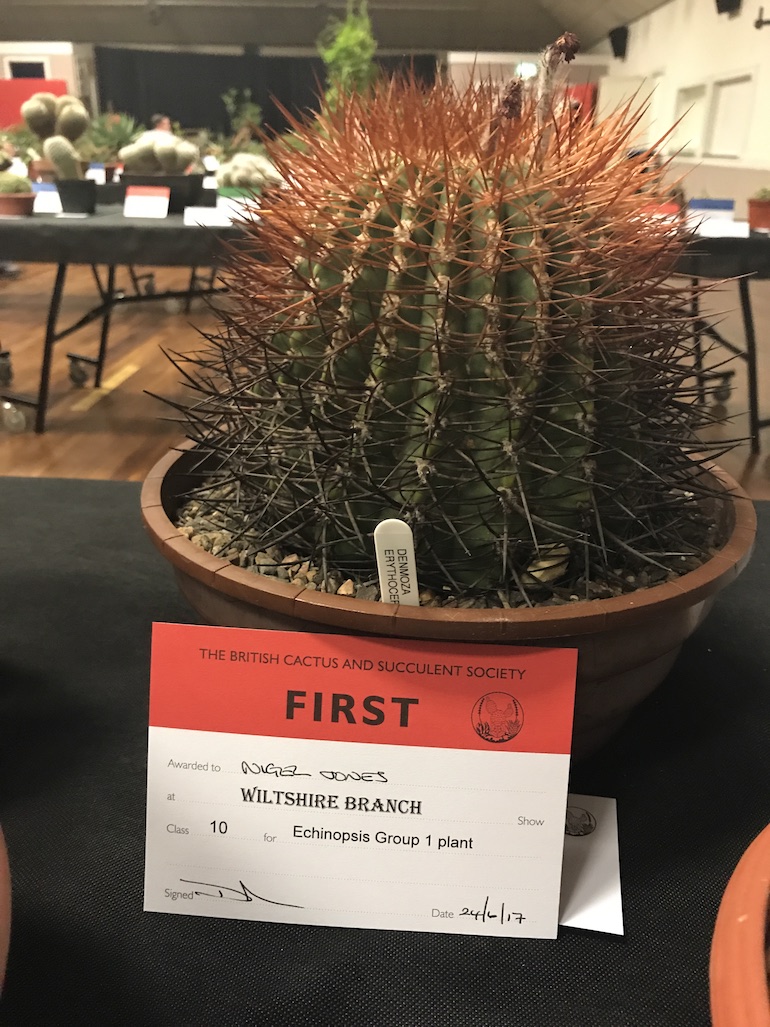 DENMOZA
ERYTHOCER
THE BRITISH CACTUS AND SUCCULENT SOCIETY
FIRST
Awarded to NIGEL JONES
at WILTSHIRE BRANCH Show
Class 10 for Echinopsis Group 1 plant
Signed
Date 24/6/17